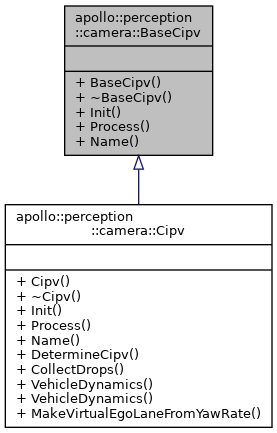 apollo::perception
::camera::BaseCipv
+ BaseCipv()
+ ~BaseCipv()
+ Init()
+ Process()
+ Name()
apollo::perception
::camera::Cipv
+ Cipv()
+ ~Cipv()
+ Init()
+ Process()
+ Name()
+ DetermineCipv()
+ CollectDrops()
+ VehicleDynamics()
+ VehicleDynamics()
+ MakeVirtualEgoLaneFromYawRate()